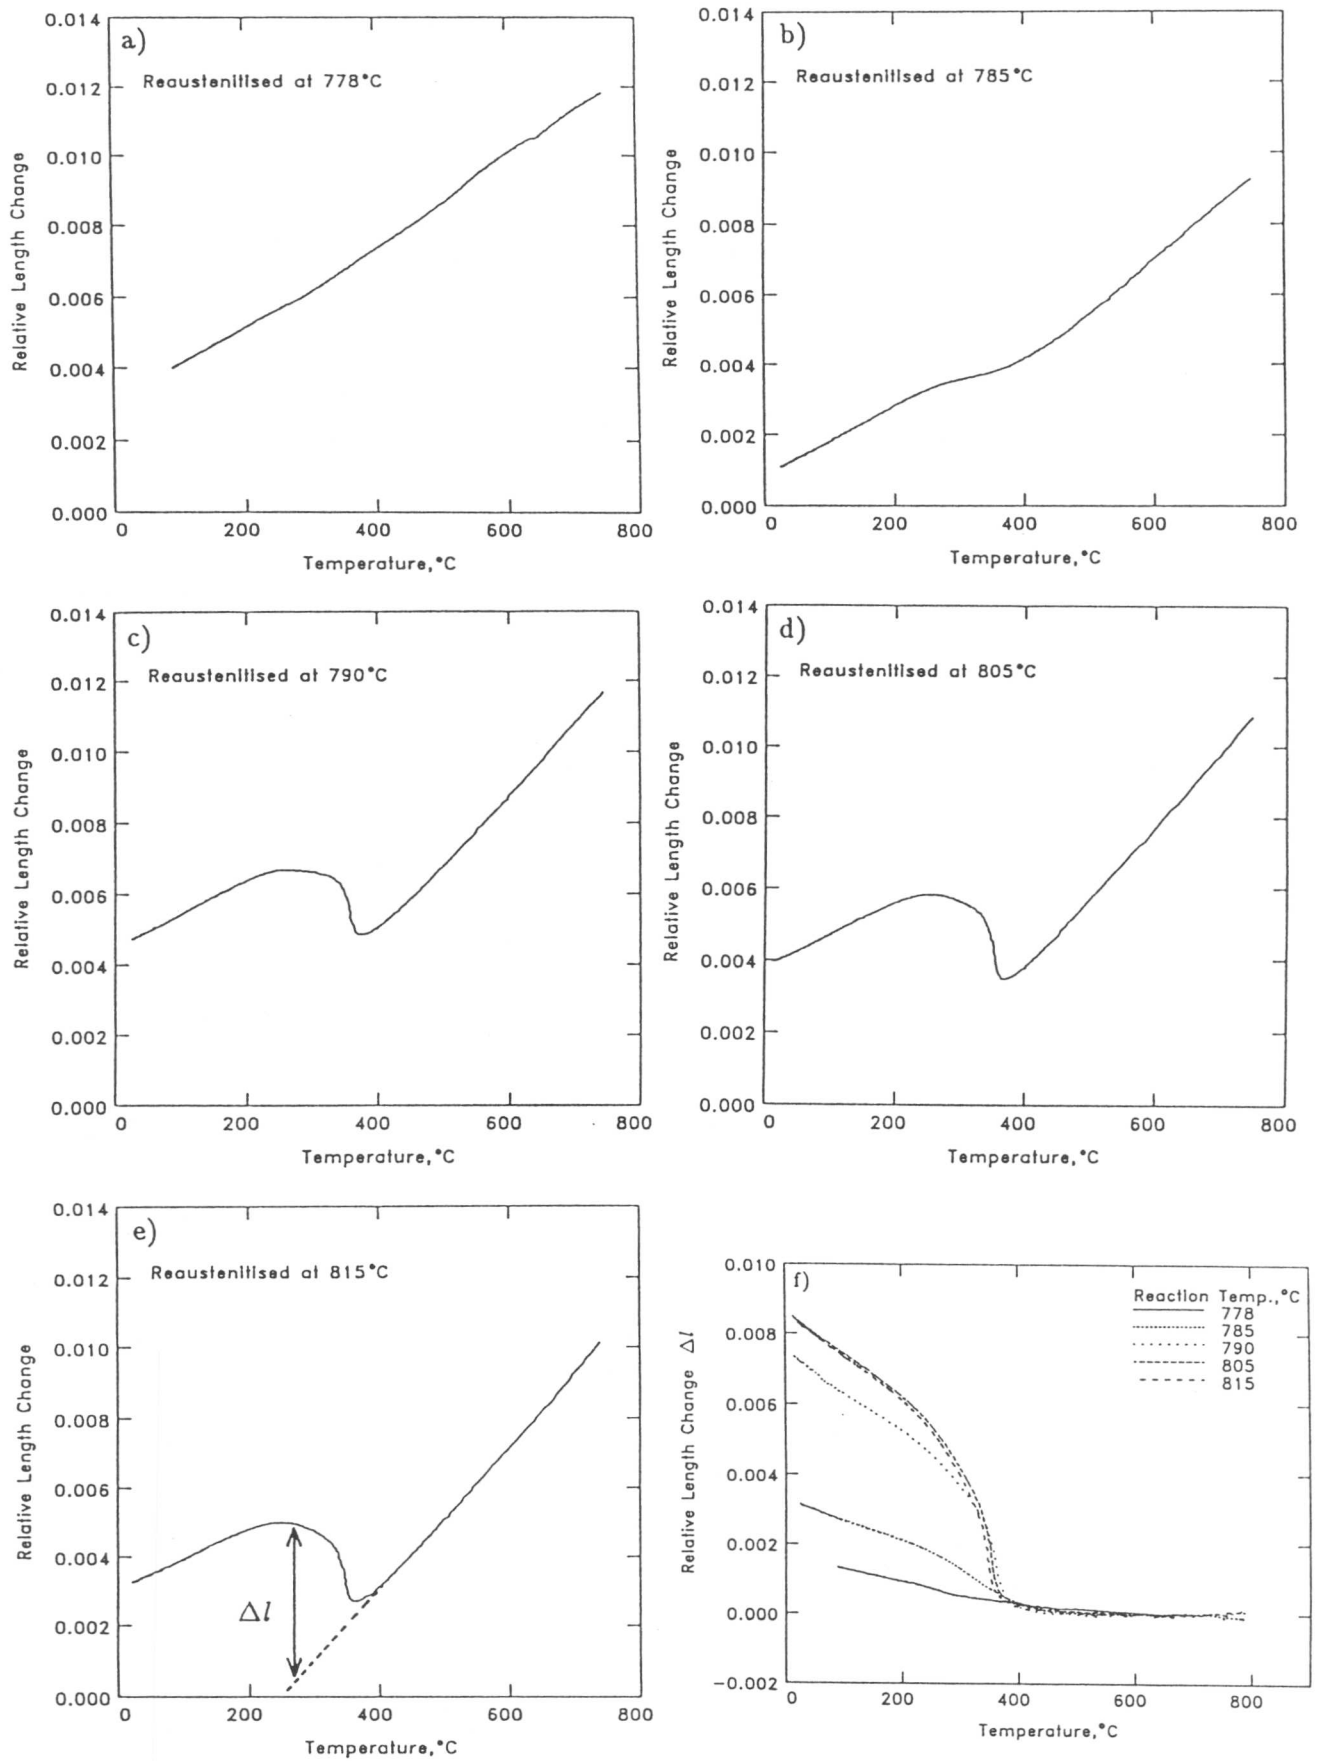 a)
Reaustenitised at 778°C
0.014
0.012
0.010
0.008
0.006
0.004
0.002
0.000
0 200 400 600 800
Temperature,°C
Relative Length Change
b)
Reaustenitised at 785°C
0.014
0.012
0.010
0.008
0.006
0.004
0.002
0.000
0 200 400 600 800
Temperature,°C
Relative Length Change
c)
Reaustenitised at 790°C
0.014
0.012
0.010
0.008
0.006
0.004
0.002
0.000
0 200 400 600 800
Temperature,°C
Relative Length Change
d)
Reaustenitised at 805°C
0.014
0.012
0.010
0.008
0.006
0.004
0.002
0.000
0 200 400 600 800
Temperature,°C
Relative Length Change
e)
Reaustenitised at 815°C
0.014
0.012
0.010
0.008
0.006
0.004
0.002
0.000
Δl
0 200 400 600 800
Temperature,°C
Relative Length Change
f)
Reaction Temp.,°C
778
785
790
805
815
0.010
0.008
0.006
0.004
0.002
0.000
−0.002
0 200 400 600 800
Temperature,°C
Relative Length Change Δl